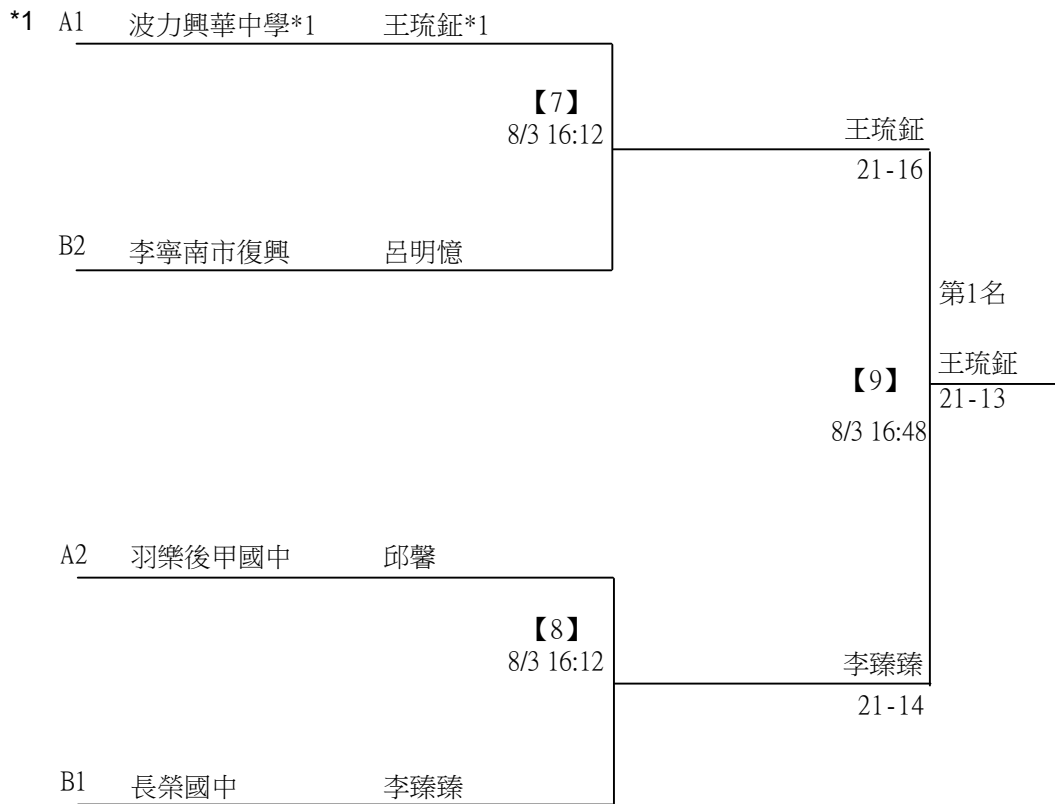 *1 A1 波力興華中學*1 王琉鉦*1
【7】
8/3 16:12
王琉鉦
21-16
B2 李寧南市復興 呂明憶
第1名
王琉鉦
【9】
21-13
8/3 16:48
A2 羽樂後甲國中 邱馨
【8】
8/3 16:12
李臻臻
21-14
B1 長榮國中 李臻臻